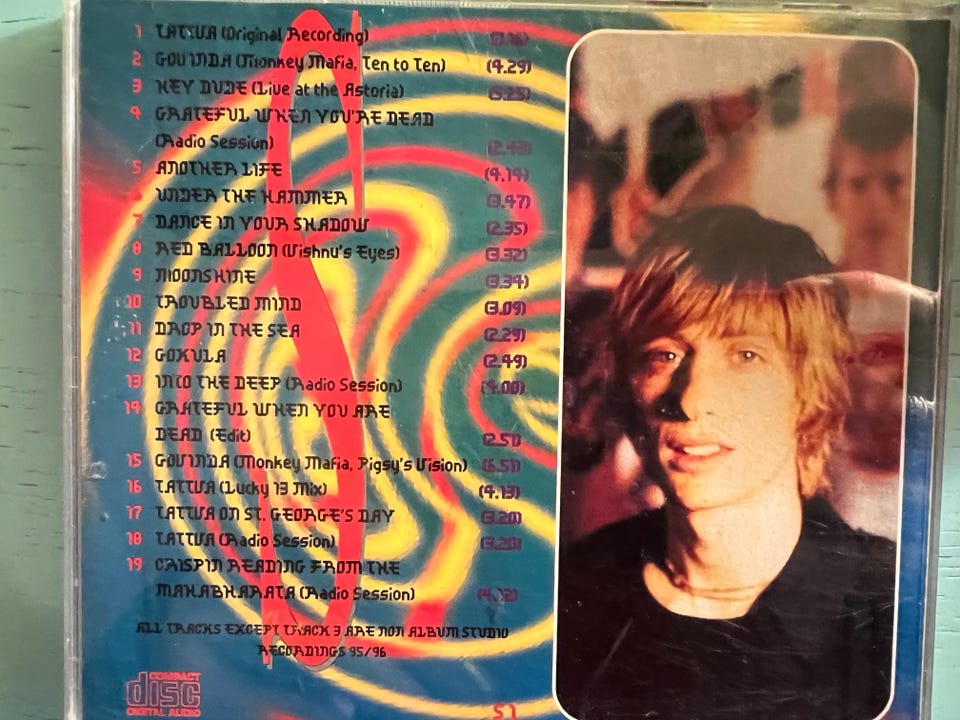 1 TATTVA (Original Recording) (3.16)
2 GOVINDA (Monkey Mafia, Ten to Ten) (4.29)
3 HEY DUDE (Live at the Astoria) (5.25)
4 GRATEFUL WHEN YOU'RE DEAD
(Radio Session) (2.43)
5 ANOTHER LIFE (4.14)
6 UNDER THE HAMMER (3.47)
7 DANCE IN YOUR SHADOW (2.35)
8 RED BALLOON (Vishnu's Eyes) (3.32)
9 MOONSHINE (3.34)
10 TROUBLED MIND (3.09)
11 DROP IN THE SEA (2.29)
12 GOKULA (2.49)
13 INTO THE DEEP (Radio Session) (4.00)
14 GRATEFUL WHEN YOU ARE
DEAD (Edit) (2.51)
15 GOVINDA (Monkey Mafia, Pigsy's Vision) (6.51)
16 TATTVA (Lucky 13 Mix) (4.13)
17 TATTVA ON ST. GEORGE'S DAY (3.20)
18 TATTVA (Radio Session) (3.20)
19 CRISPIN READING FROM THE
MAHABHARATA (Radio Session) (4.12)
ALL TRACKS EXCEPT TRACK 3 ARE NON ALBUM STUDIO
RECORDINGS 95/96
COMPACT
disc
DIGITAL AUDIO